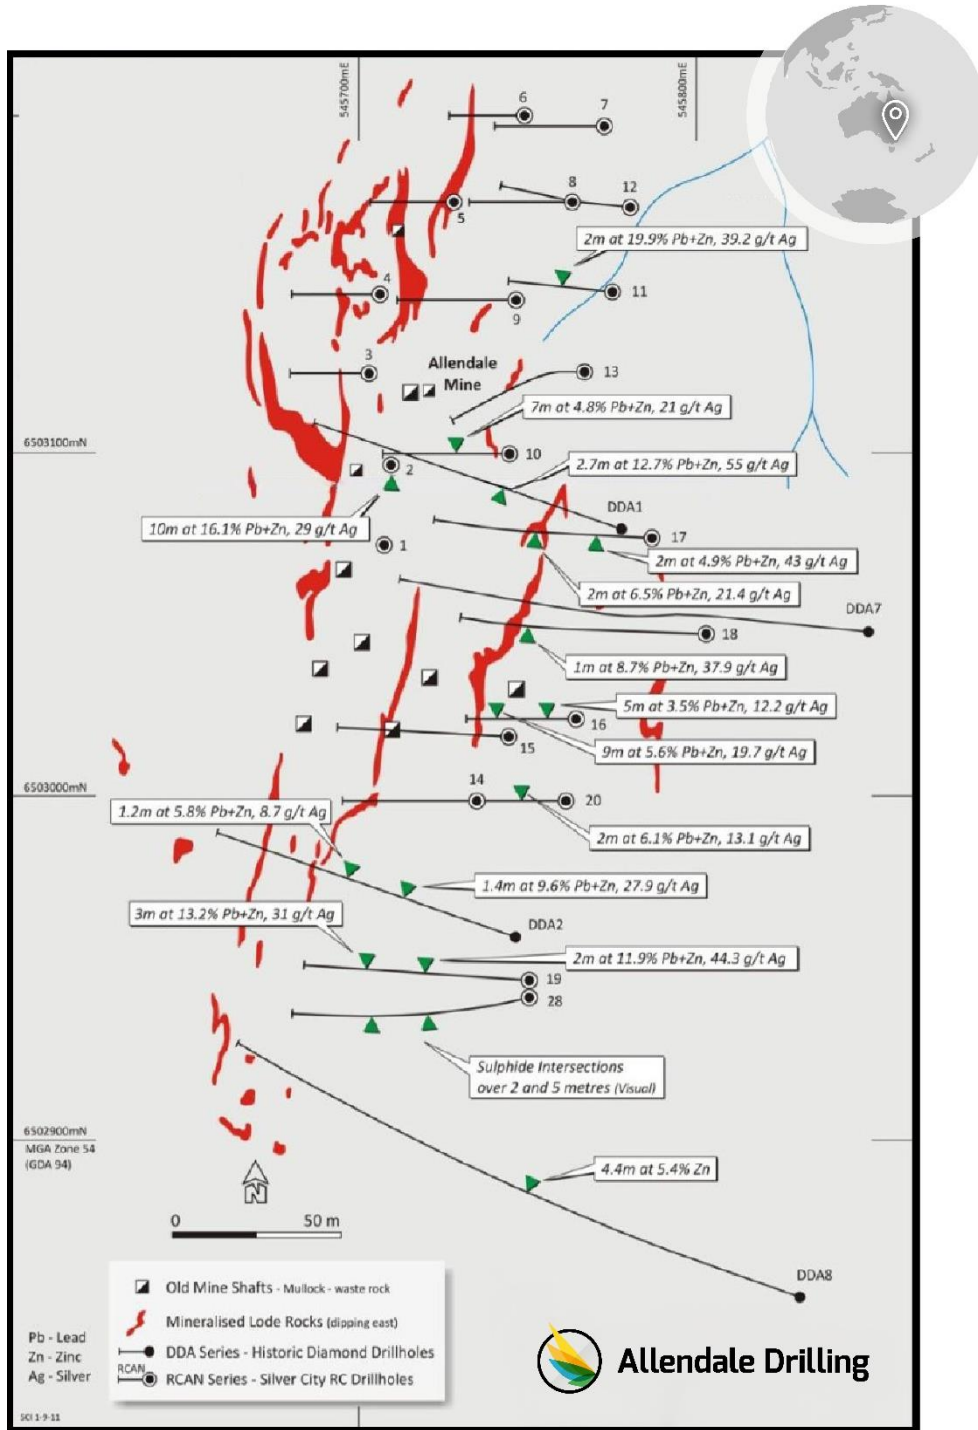 545700mE
545800mE
6
7
8
12
5
2m at 19.9% Pb+Zn, 39.2 g/t Ag
4
11
9
3
Allendale
Mine
13
7m at 4.8% Pb+Zn, 21 g/t Ag
6503100mN
10
2
2.7m at 12.7% Pb+Zn, 55 g/t Ag
DDA1
10m at 16.1% Pb+Zn, 29 g/t Ag
17
1
2m at 4.9% Pb+Zn, 43 g/t Ag
2m at 6.5% Pb+Zn, 21.4 g/t Ag
DDA7
18
1m at 8.7% Pb+Zn, 37.9 g/t Ag
5m at 3.5% Pb+Zn, 12.2 g/t Ag
16
15
9m at 5.6% Pb+Zn, 19.7 g/t Ag
6503000mN
14
20
1.2m at 5.8% Pb+Zn, 8.7 g/t Ag
2m at 6.1% Pb+Zn, 13.1 g/t Ag
1.4m at 9.6% Pb+Zn, 27.9 g/t Ag
3m at 13.2% Pb+Zn, 31 g/t Ag
DDA2
2m at 11.9% Pb+Zn, 44.3 g/t Ag
19
28
Sulphide Intersections
over 2 and 5 metres (Visual)
6502900mN
MGA Zone 54
(GDA 94)
4.4m at 5.4% Zn
N
0 50 m
DDA8
Old Mine Shafts - Mullock - waste rock
Mineralised Lode Rocks (dipping east)
DDA Series - Historic Diamond Drillholes
RCAN
RCAN Series - Silver City RC Drillholes
Pb - Lead
Zn - Zinc
Ag - Silver
SCI 1-9-11
Allendale Drilling